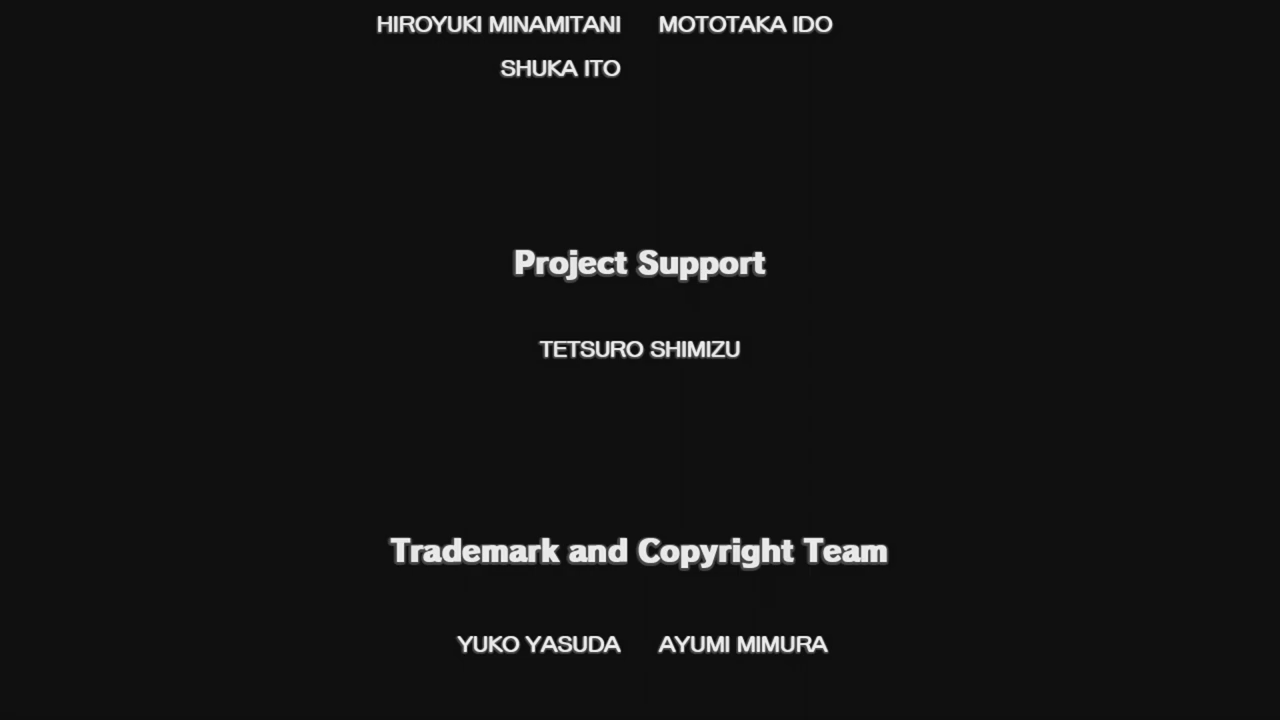 HIROYUKI MINAMITANI MOTOTAKA IDO
SHUKA ITO
Project Support
TETSURO SHIMIZU
Trademark and Copyright Team
YUKO YASUDA AYUMI MIMURA